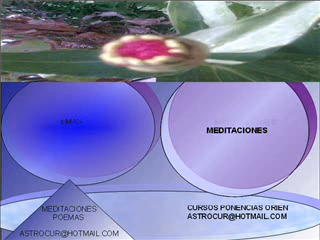 MEDITACIONES
CURSOS PONENCIAS ORIEN
ASTROCUR@HOTMAIL.COM
MEDITACIONES
POEMAS
ASTROCUR@HOTMAIL.COM